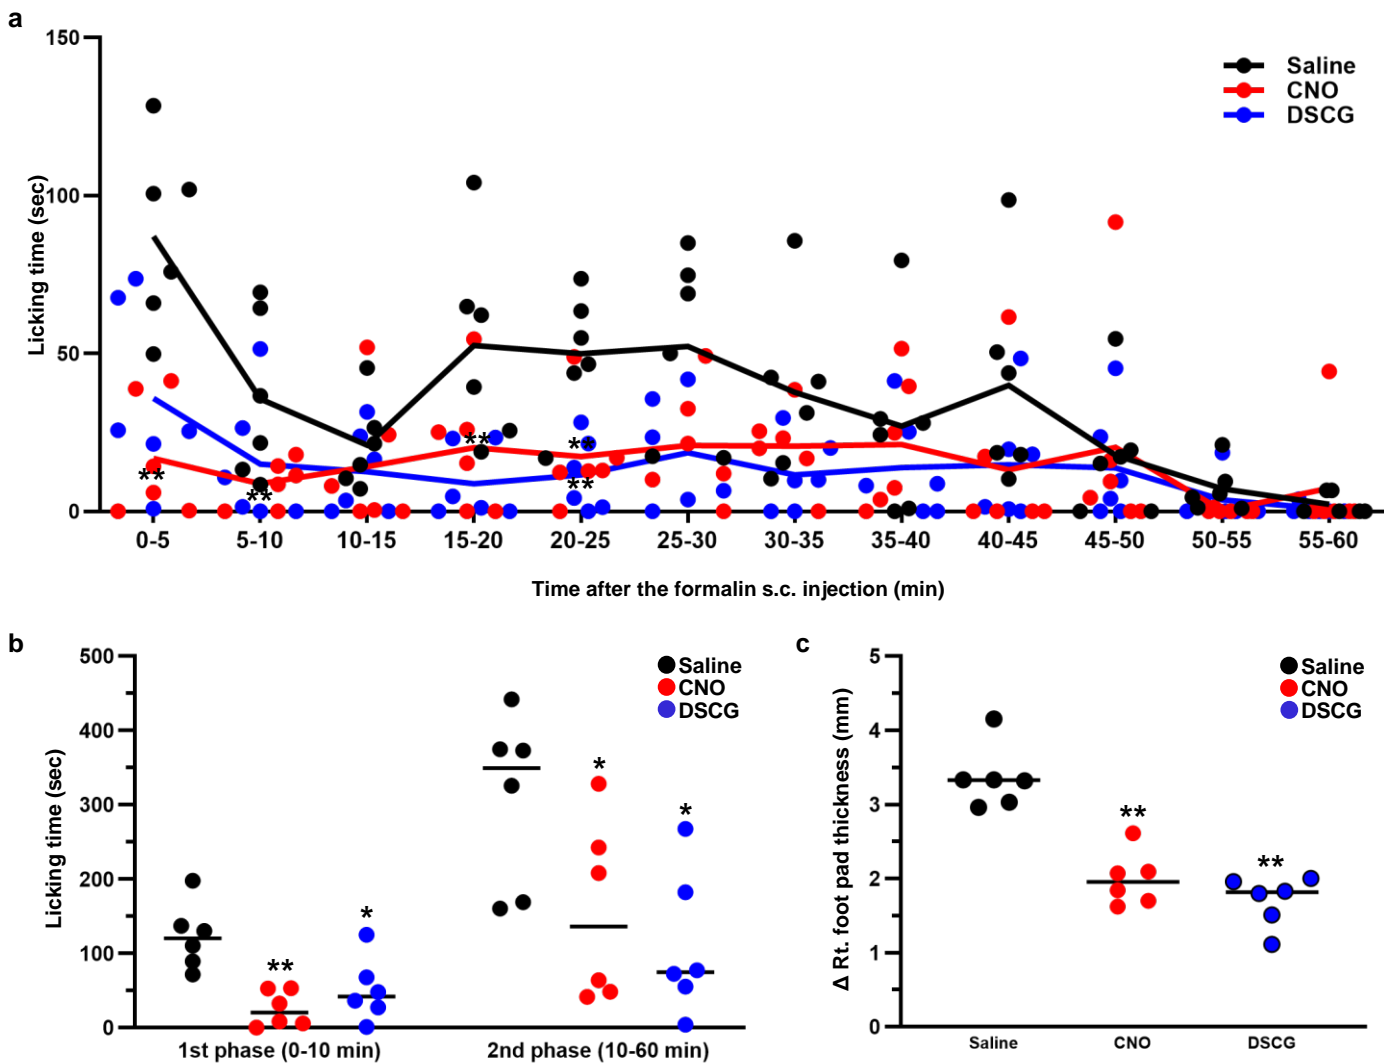 a
150
100
50
0
Licking time (sec)
Saline
CNO
DSCG
**
**
**
**
**
0-5 5-10 10-15 15-20 20-25 25-30 30-35 35-40 40-45 45-50 50-55 55-60
Time after the formalin s.c. injection (min)
b
500
400
300
200
100
0
Licking time (sec)
Saline
CNO
DSCG
**
*
*
*
1st phase (0-10 min) 2nd phase (10-60 min)
c
5
4
3
2
1
0
Δ Rt. foot pad thickness (mm)
Saline
CNO
DSCG
**
**
Saline CNO DSCG